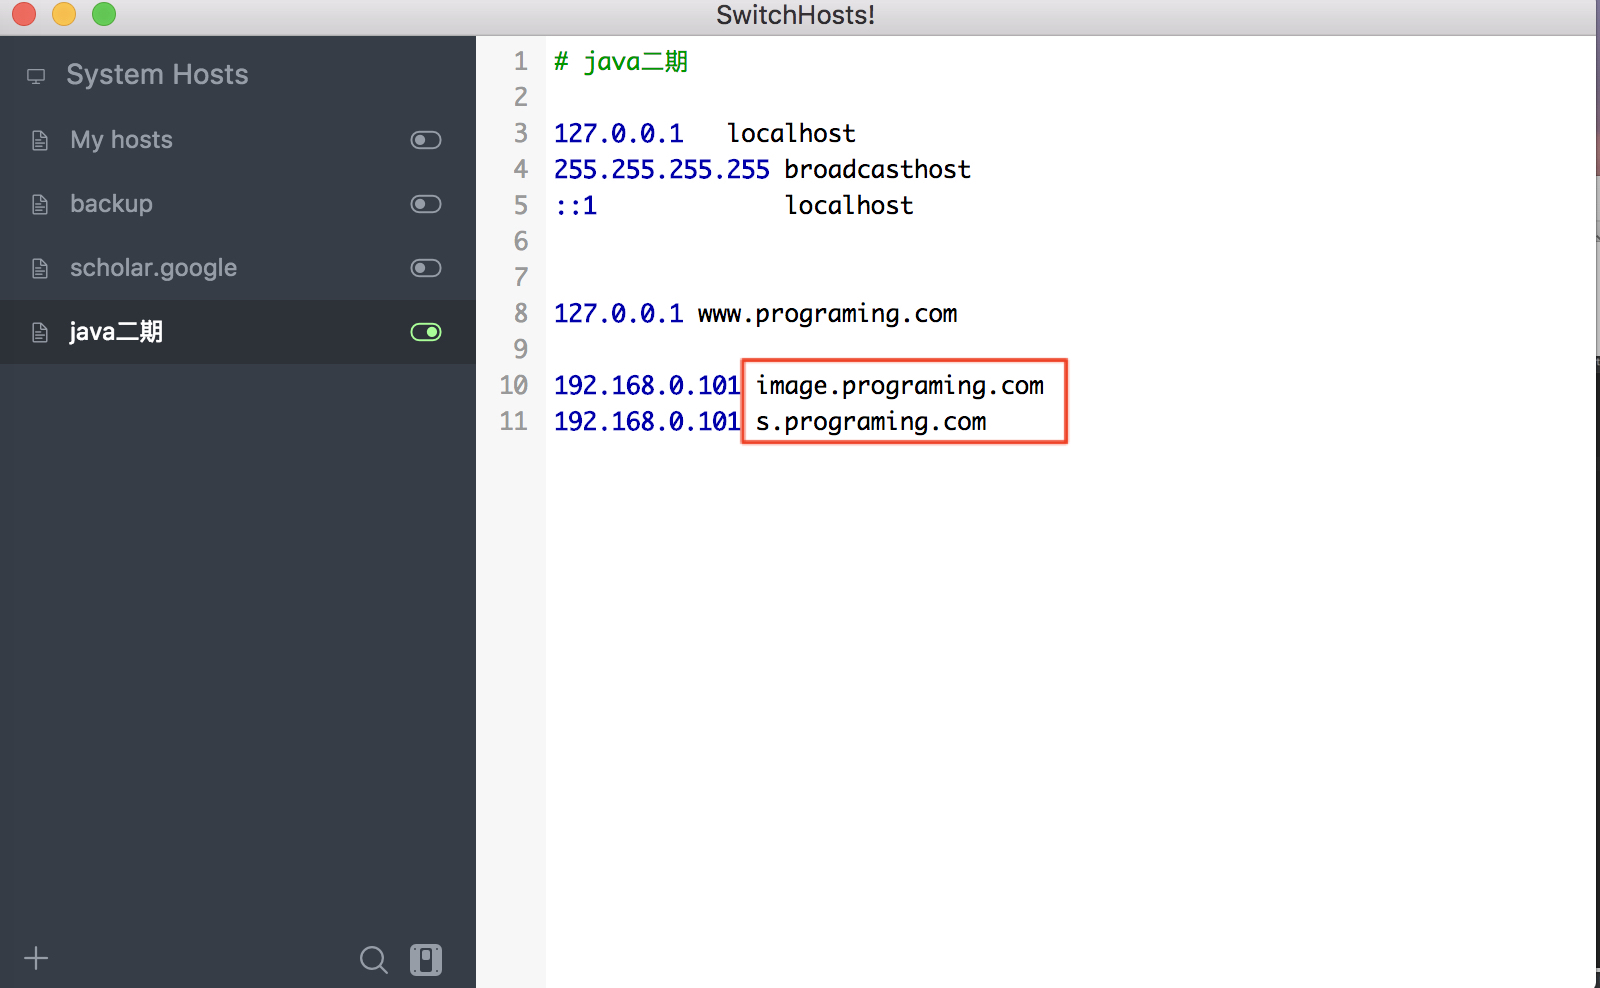 SwitchHosts!
System Hosts
My hosts
backup
scholar.google
java二期
1 # java二期
2
3 127.0.0.1 localhost
4 255.255.255.255 broadcasthost
5 ::1 localhost
6
7
8 127.0.0.1 www.programing.com
9
10 192.168.0.101 image.programing.com
11 192.168.0.101 s.programing.com